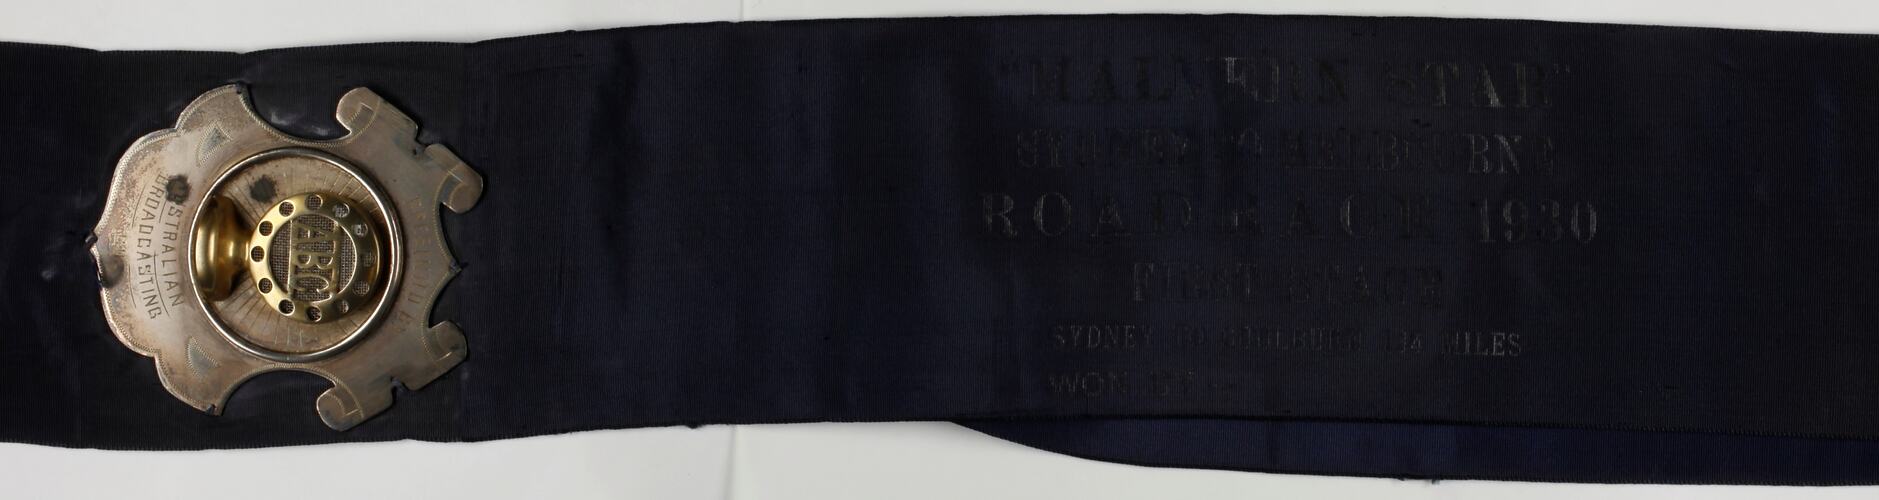 AUSTRALIAN
BROADCASTING
ABC
"MALVERN STAR"
SYDNEY TO MELBOURNE
ROAD RACE 1930
FIRST STAGE
SYDNEY TO GOULBURN 134 MILES
WON BY